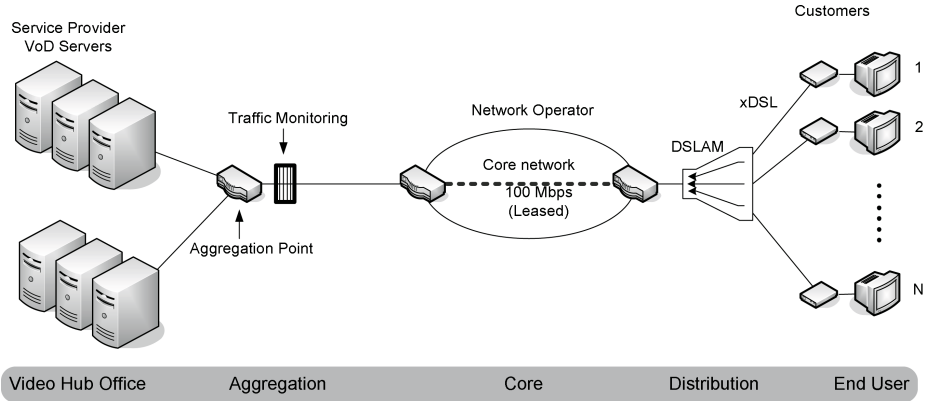 Customers
Service Provider
VoD Servers
1
xDSL
Network Operator
Traffic Monitoring
2
DSLAM
Core network
100 Mbps
(Leased)
Aggregation Point
N
Video Hub Office
Aggregation
Core
Distribution
End User